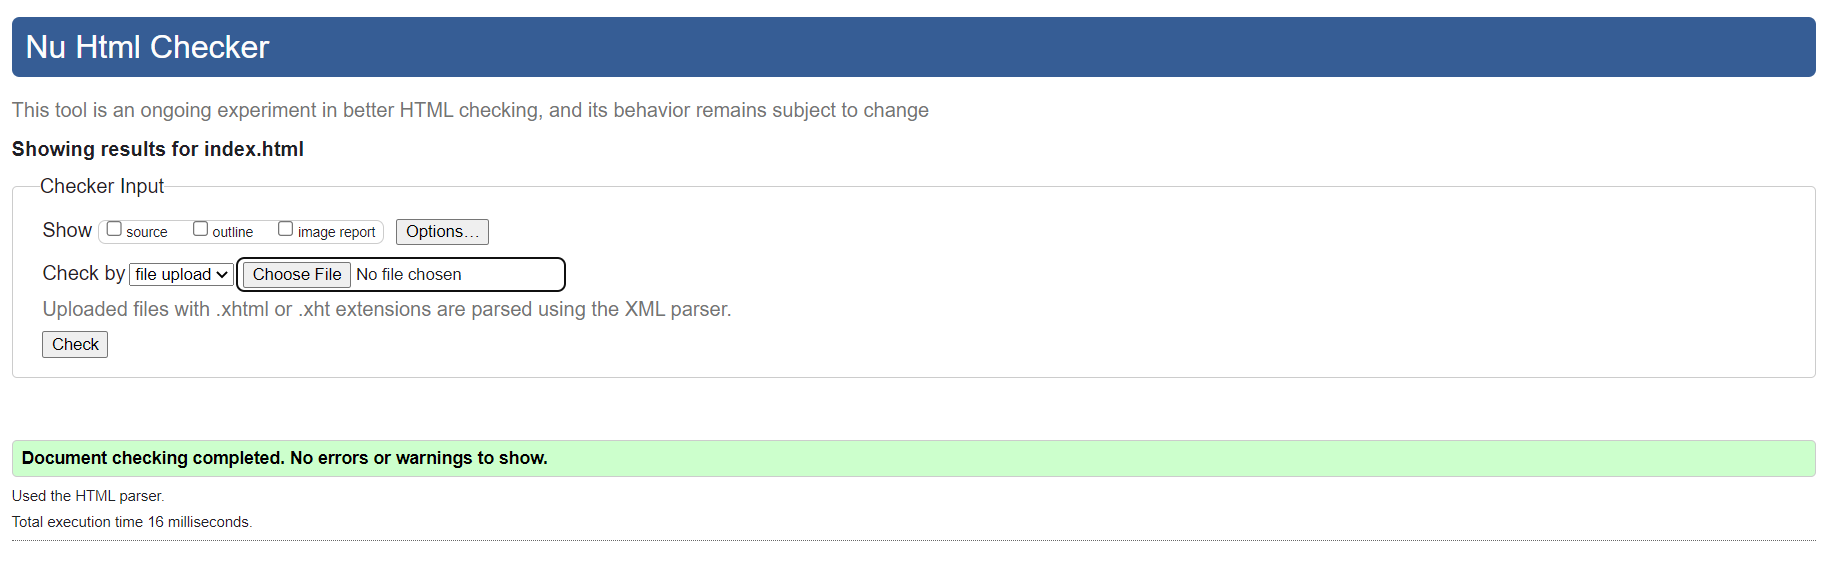 Nu Html Checker
This tool is an ongoing experiment in better HTML checking, and its behavior remains subject to change
Showing results for index.html
Checker Input
Show source outline image report Options...
Check by file upload Choose File No file chosen
Uploaded files with .xhtml or .xht extensions are parsed using the XML parser.
Check
Document checking completed. No errors or warnings to show.
Used the HTML parser.
Total execution time 16 milliseconds.